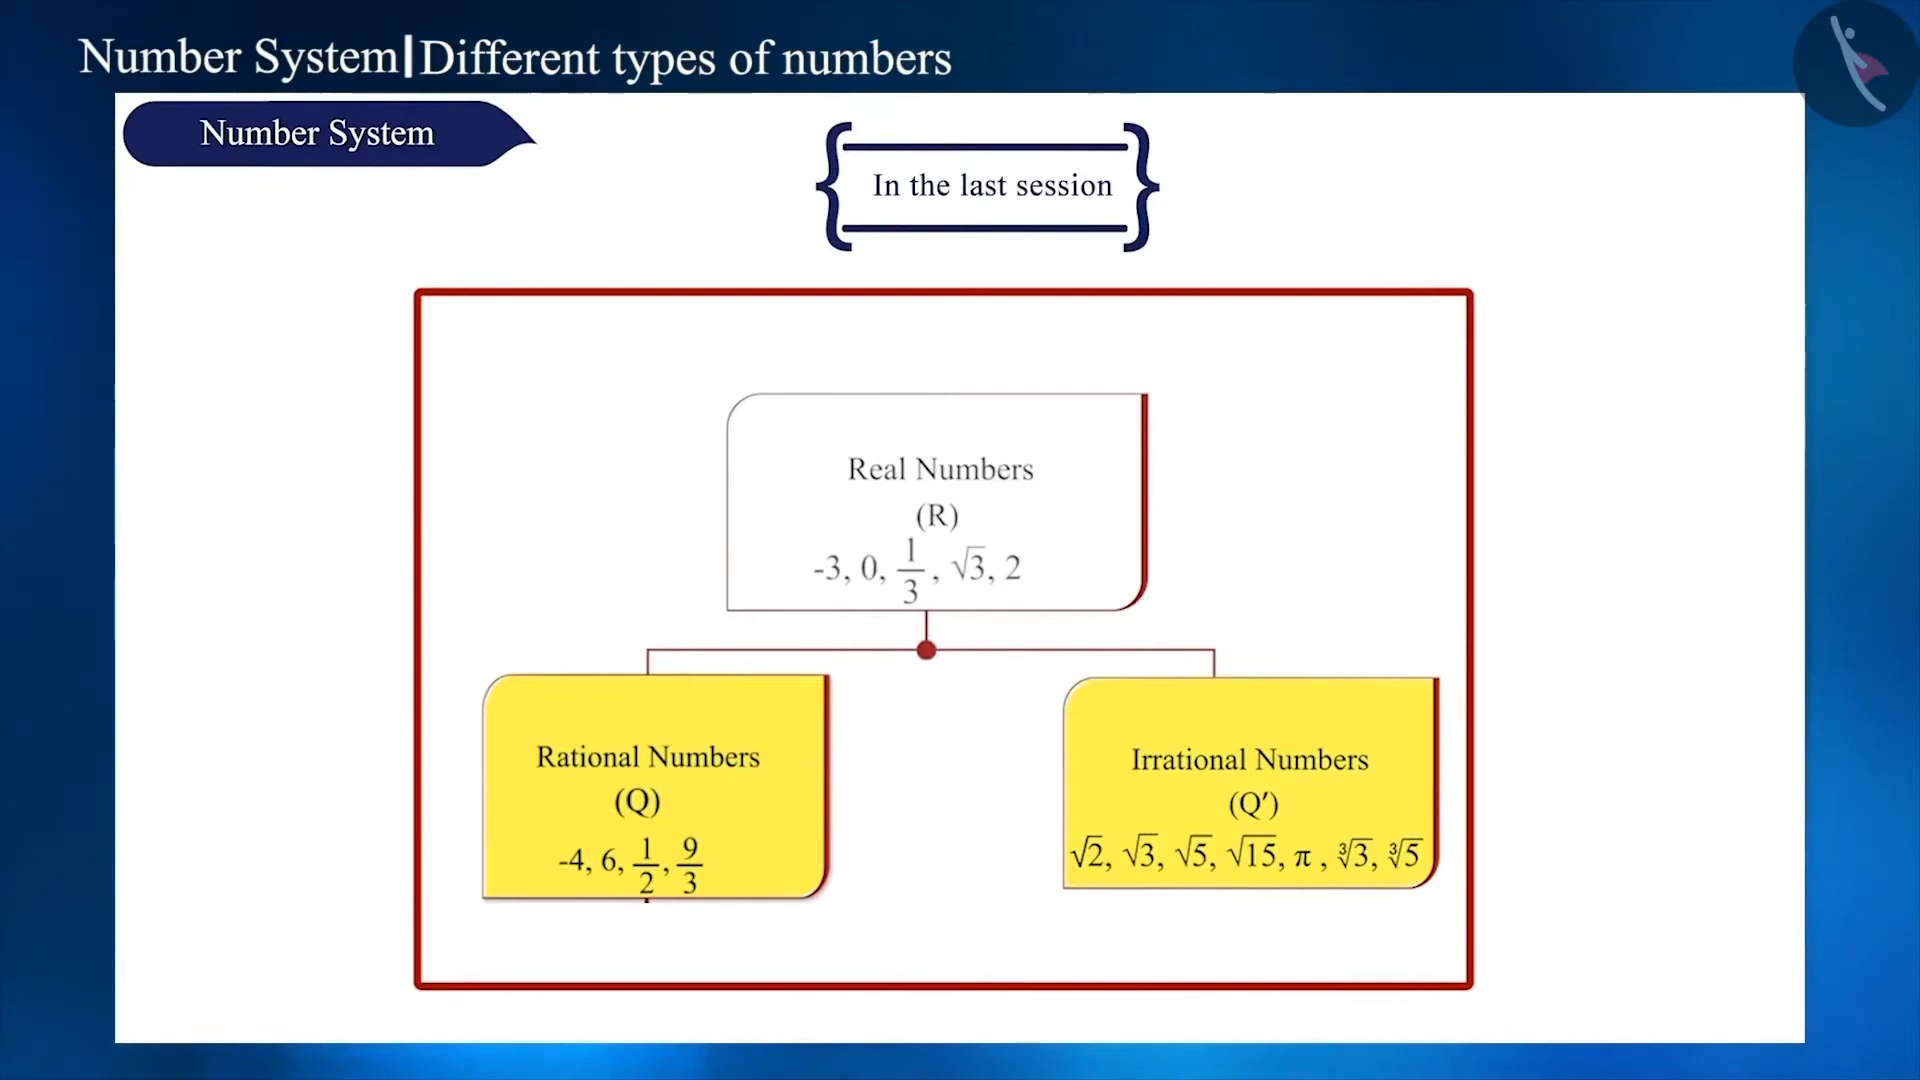 Number System|Different types of numbers
Number System
In the last session
Real Numbers
(R)
-3, 0, 1/3, √3, 2
Rational Numbers
(Q)
-4, 6, 1/2, 9/3
Irrational Numbers
(Q′)
√2, √3, √5, √15, π , ∛3, ∛5